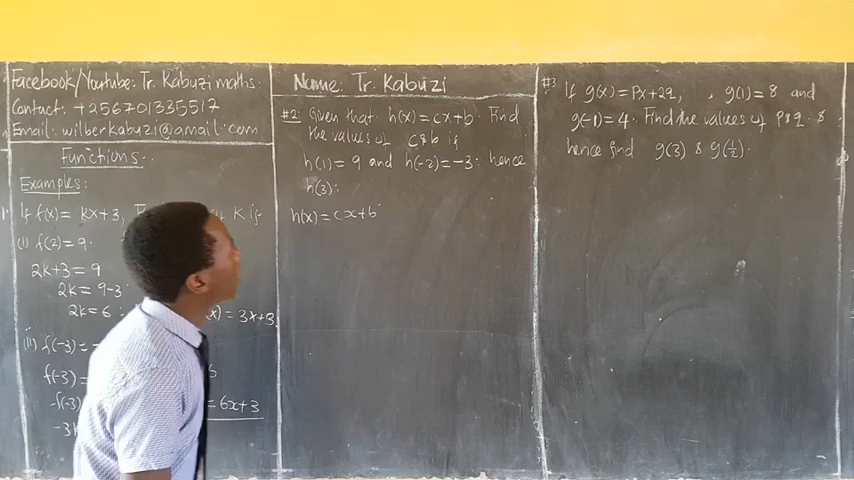 Facebook/Youtube: Tr. Kabuzi maths.
Contact: +256701335517
Email: wilberkabuzi@gmail.com
Functions.
Examples:
1. If f(x) = kx+3, K is
(i) f(2) = 9.
2k+3 = 9
2k = 9-3
2k = 6 = 3x+3
(ii) f(-3) =
f(-3) =
-f(-3) = 6x+3
Name: Tr. Kabuzi
#2 Given that h(x) = cx+b. Find
the values of c&b if
h(1) = 9 and h(-2) = -3. hence
h(3):
h(x) = cx+b
#3 If g(x) = Px+2q, , g(1) = 8 and
g(-1) = 4. Find the values of p&q. &
hence find g(3) & g(1/2).